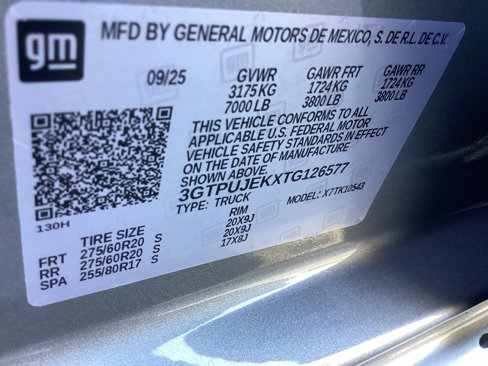 gm
MFD BY GENERAL MOTORS DE MEXICO, S. DE R.L. DE C.V.
09/25 GVWR GAWR FRT GAWR RR
3175 KG 1724 KG 1724 KG
7000 LB 3800 LB 3800 LB
THIS VEHICLE CONFORMS TO ALL
APPLICABLE U.S. FEDERAL MOTOR
VEHICLE SAFETY STANDARDS IN EFFECT
ON THE DATE OF MANUFACTURE
SHOWN ABOVE.
3GTPUJEKXTG126577
TYPE: TRUCK MODEL: X7TK10543
130H
TIRE SIZE RIM
FRT 275/60R20 S 20X9J
RR 275/60R20 S 20X9J
SPA 255/80R17 S 17X8J